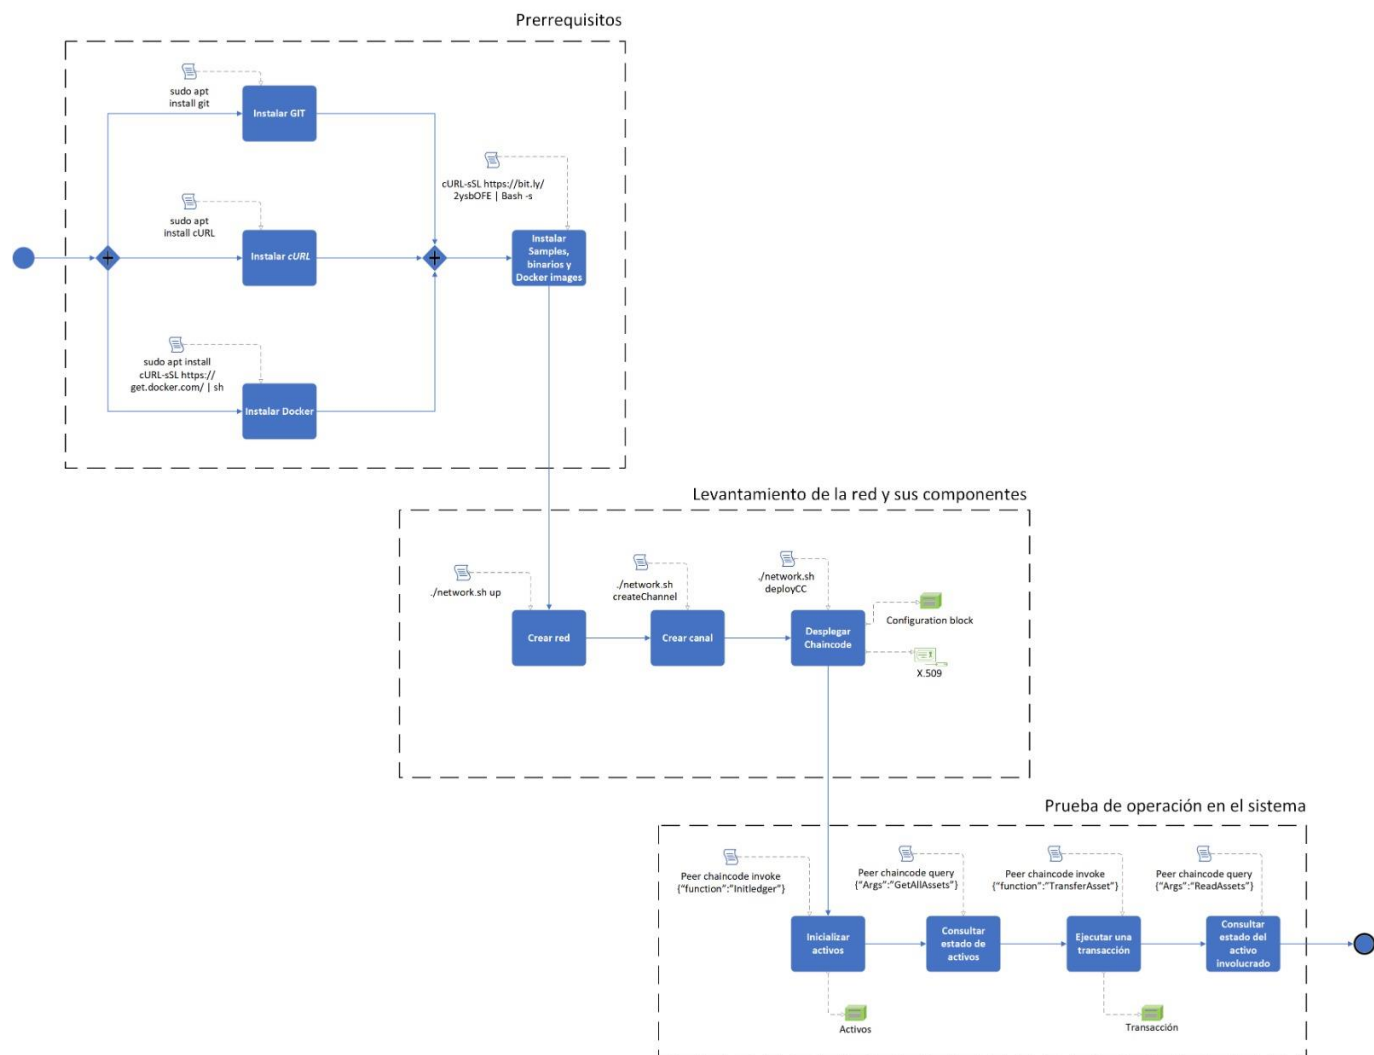 Prerrequisitos
sudo apt
install git
Instalar GIT
cURL-sSL https://bit.ly/
2ysbOFE | Bash -s
sudo apt
install cURL
Instalar cURL
Instalar
Samples,
binarios y
Docker images
sudo apt install
cURL-sSL https://
get.docker.com/ | sh
Instalar Docker
Levantamiento de la red y sus componentes
./network.sh up
./network.sh
createChannel
./network.sh
deployCC
Crear red
Crear canal
Desplegar
Chaincode
Configuration block
X.509
Prueba de operación en el sistema
Peer chaincode invoke
{"function":"Initledger"}
Peer chaincode query
{"Args":"GetAllAssets"}
Peer chaincode invoke
{"function":"TransferAsset"}
Peer chaincode query
{"Args":"ReadAssets"}
Inicializar
activos
Consultar
estado de
activos
Ejecutar una
transacción
Consultar
estado del
activo
involucrado
Activos
Transacción